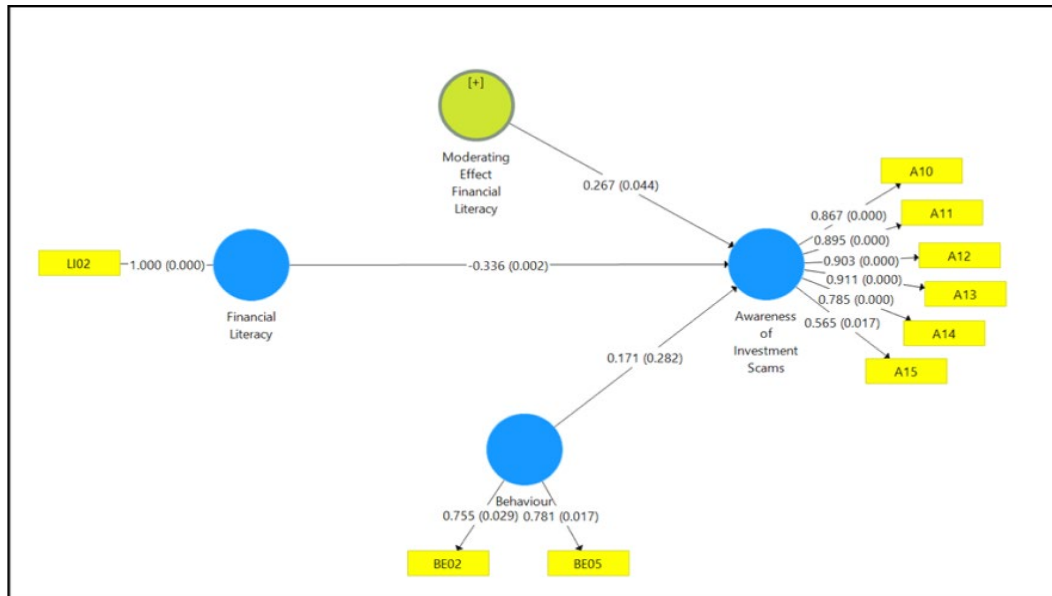 [+]
Moderating
Effect
Financial
Literacy
0.267 (0.044)
A10
0.867 (0.000)
A11
0.895 (0.000)
A12
0.903 (0.000)
0.911 (0.000)
A13
0.785 (0.000)
A14
0.565 (0.017)
A15
LI02
1.000 (0.000)
-0.336 (0.002)
Financial
Literacy
Awareness
of
Investment
Scams
0.171 (0.282)
Behaviour
0.755 (0.029)
0.781 (0.017)
BE02
BE05